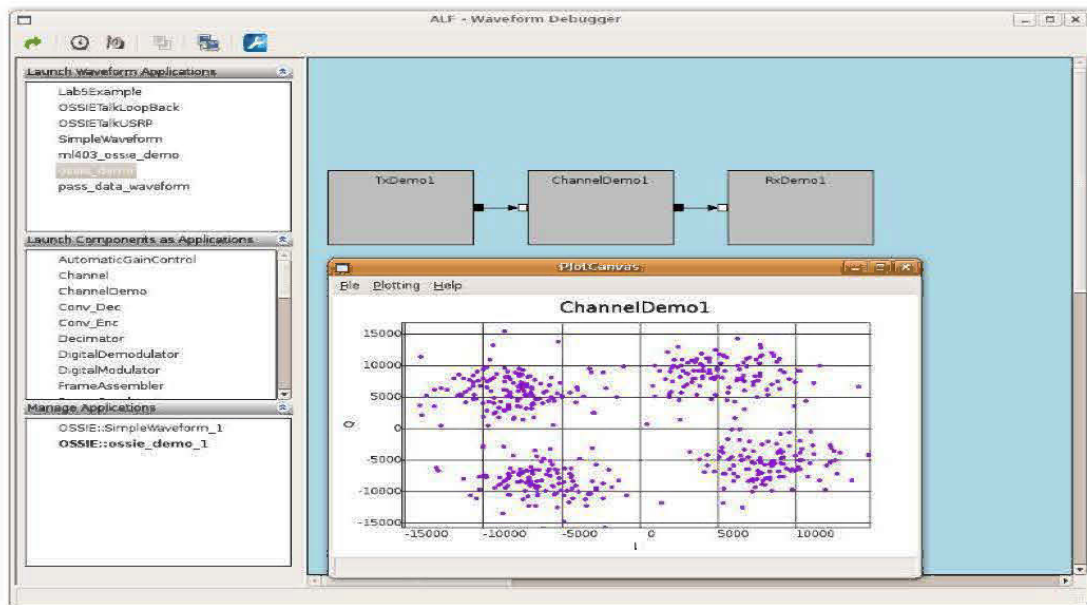 ALF - Waveform Debugger
Launch Waveform Applications
Lab5Example
OSSIETalkLoopBack
OSSIETalkUSRP
SimpleWaveform
ml403_ossie_demo
ossie_demo
pass_data_waveform
Launch Components as Applications
AutomaticGainControl
Channel
ChannelDemo
Conv_Dec
Conv_Enc
Decimator
DigitalDemodulator
DigitalModulator
FrameAssembler
Manage Applications
OSSIE::SimpleWaveform_1
OSSIE::ossie_demo_1
TxDemo1
ChannelDemo1
RxDemo1
PlotCanvas
File Plotting Help
ChannelDemo1
15000
10000
5000
0
-5000
-10000
-15000
Q
-15000 -10000 -5000 0 5000 10000
I